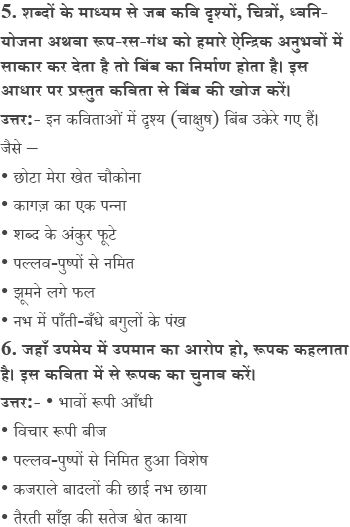 5. शब्दों के माध्यम से जब कवि दृश्यों, चित्रों, ध्वनि-
योजना अथवा रूप-रस-गंध को हमारे ऐन्द्रिक अनुभवों में
साकार कर देता है तो बिंब का निर्माण होता है। इस
आधार पर प्रस्तुत कविता से बिंब की खोज करें।
उत्तर:- इन कविताओं में दृश्य (चाक्षुष) बिंब उकेरे गए हैं।
जैसे –
• छोटा मेरा खेत चौकोना
• कागज़ का एक पन्ना
• शब्द के अंकुर फूटे
• पल्लव-पुष्पों से नमित
• झूमने लगे फल
• नभ में पाँती-बँधे बगुलों के पंख
6. जहाँ उपमेय में उपमान का आरोप हो, रूपक कहलाता
है। इस कविता में से रूपक का चुनाव करें।
उत्तर:- • भावों रूपी आँधी
• विचार रूपी बीज
• पल्लव-पुष्पों से निमित हुआ विशेष
• कजराले बादलों की छाई नभ छाया
• तैरती साँझ की सतेज श्वेत काया